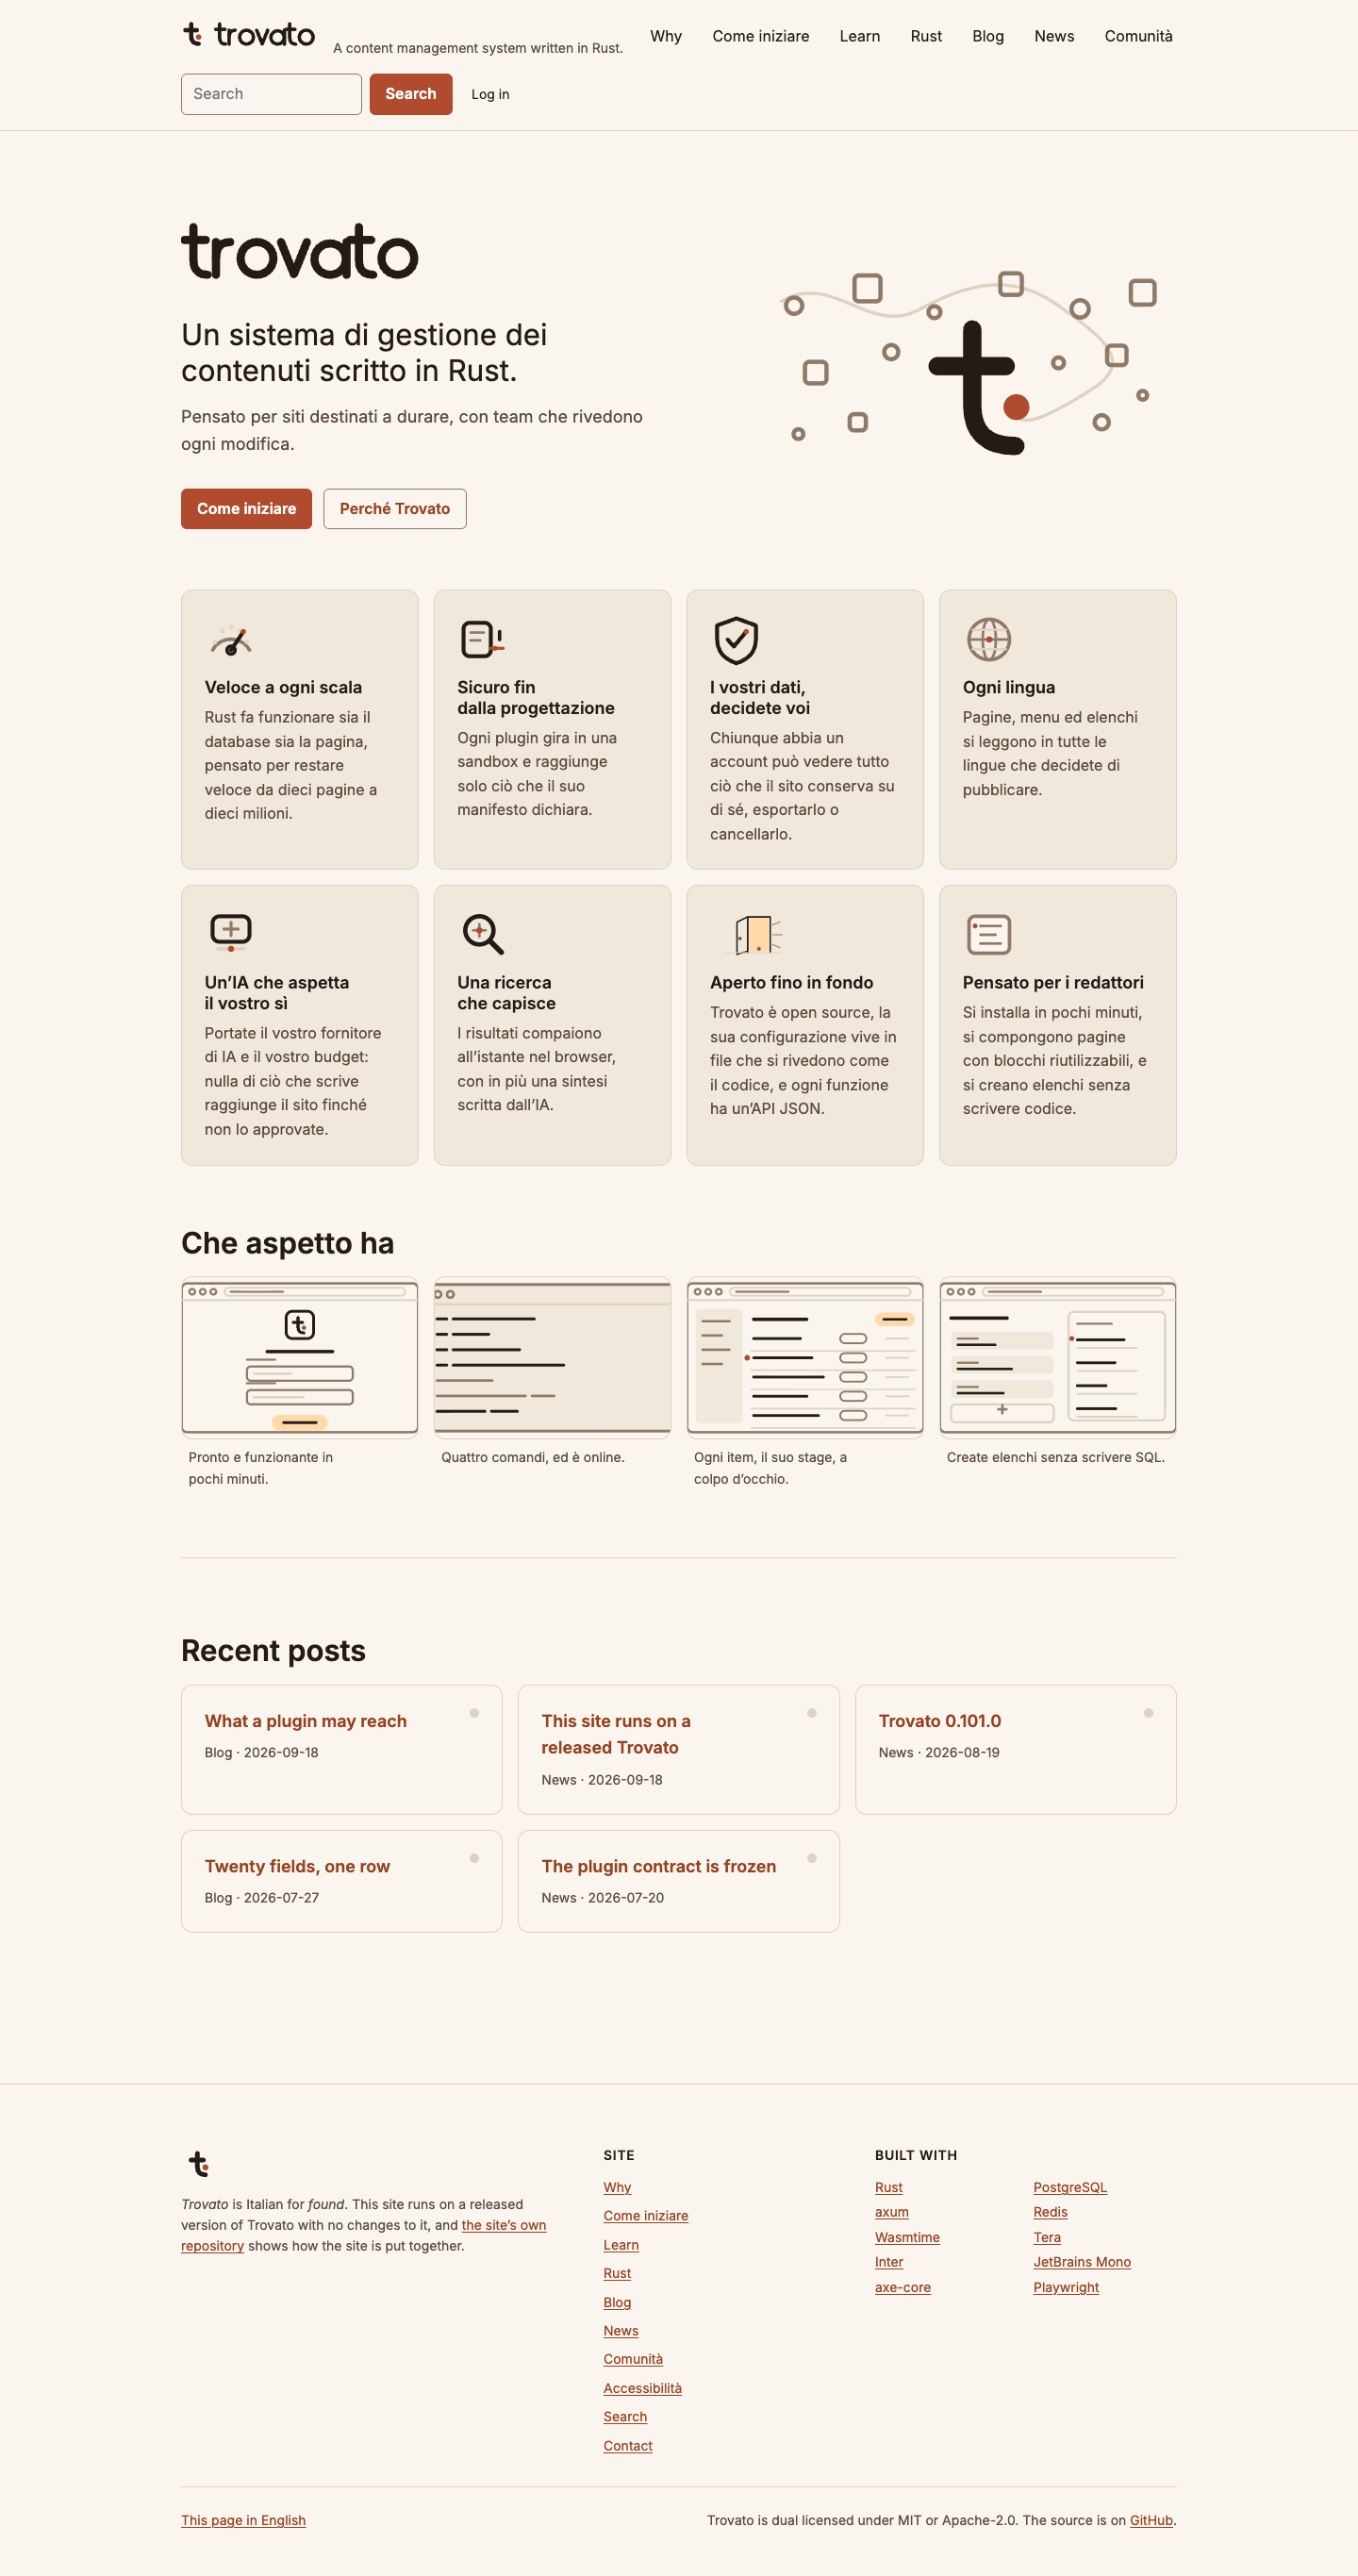 trovato
A content management system written in Rust.
Why
Come iniziare
Learn
Rust
Blog
News
Comunità
Search
Search
Log in
trovato
Un sistema di gestione dei
contenuti scritto in Rust.
Pensato per siti destinati a durare, con team che rivedono
ogni modifica.
Come iniziare
Perché Trovato
Veloce a ogni scala
Rust fa funzionare sia il
database sia la pagina,
pensato per restare
veloce da dieci pagine a
dieci milioni.
Sicuro fin
dalla progettazione
Ogni plugin gira in una
sandbox e raggiunge
solo ciò che il suo
manifesto dichiara.
I vostri dati,
decidete voi
Chiunque abbia un
account può vedere tutto
ciò che il sito conserva su
di sé, esportarlo o
cancellarlo.
Ogni lingua
Pagine, menu ed elenchi
si leggono in tutte le
lingue che decidete di
pubblicare.
Un’IA che aspetta
il vostro sì
Portate il vostro fornitore
di IA e il vostro budget:
nulla di ciò che scrive
raggiunge il sito finché
non lo approvate.
Una ricerca
che capisce
I risultati compaiono
all’istante nel browser,
con in più una sintesi
scritta dall’IA.
Aperto fino in fondo
Trovato è open source, la
sua configurazione vive in
file che si rivedono come
il codice, e ogni funzione
ha un’API JSON.
Pensato per i redattori
Si installa in pochi minuti,
si compongono pagine
con blocchi riutilizzabili, e
si creano elenchi senza
scrivere codice.
Che aspetto ha
Pronto e funzionante in
pochi minuti.
Quattro comandi, ed è online.
Ogni item, il suo stage, a
colpo d’occhio.
Create elenchi senza scrivere SQL.
Recent posts
What a plugin may reach
Blog · 2026-09-18
This site runs on a
released Trovato
News · 2026-09-18
Trovato 0.101.0
News · 2026-08-19
Twenty fields, one row
Blog · 2026-07-27
The plugin contract is frozen
News · 2026-07-20
Trovato is Italian for found. This site runs on a released
version of Trovato with no changes to it, and the site’s own
repository shows how the site is put together.
SITE
Why
Come iniziare
Learn
Rust
Blog
News
Comunità
Accessibilità
Search
Contact
BUILT WITH
Rust
axum
Wasmtime
Inter
axe-core
PostgreSQL
Redis
Tera
JetBrains Mono
Playwright
This page in English
Trovato is dual licensed under MIT or Apache-2.0. The source is on GitHub.